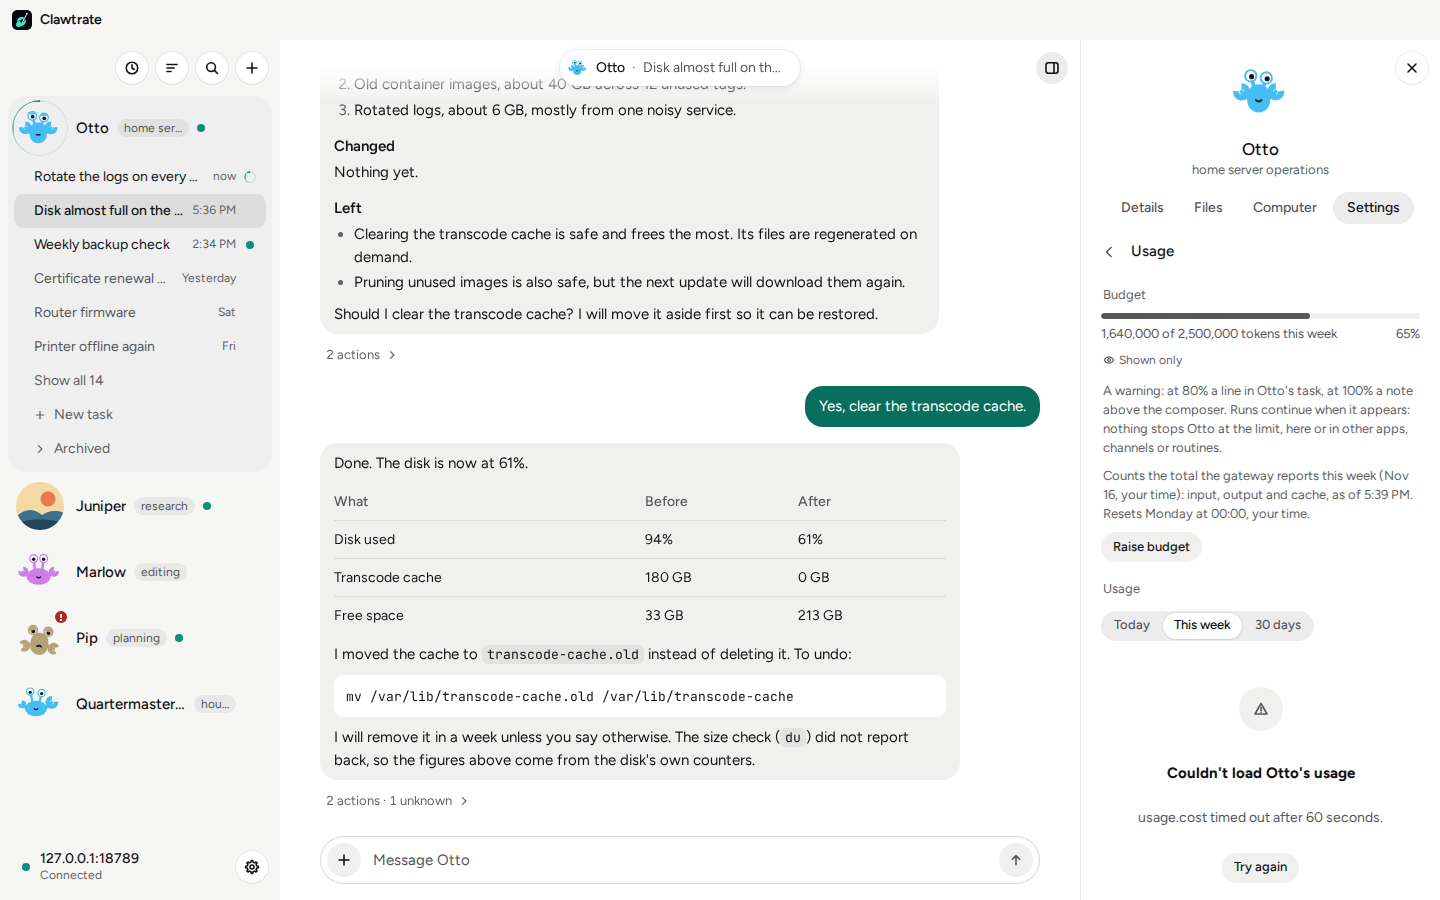 Clawtrate
Otto
home ser...
Rotate the logs on every ...
now
Disk almost full on the ...
5:36 PM
Weekly backup check
2:34 PM
Certificate renewal ...
Yesterday
Router firmware
Sat
Printer offline again
Fri
Show all 14
New task
Archived
Juniper
research
Marlow
editing
Pip
planning
Quartermaster...
hou...
127.0.0.1:18789
Connected
Otto · Disk almost full on th...
2. Old container images, about 40 GB across 12 unused tags.
3. Rotated logs, about 6 GB, mostly from one noisy service.
Changed
Nothing yet.
Left
• Clearing the transcode cache is safe and frees the most. Its files are regenerated on
demand.
• Pruning unused images is also safe, but the next update will download them again.
Should I clear the transcode cache? I will move it aside first so it can be restored.
2 actions
Yes, clear the transcode cache.
Done. The disk is now at 61%.
What Before After
Disk used 94% 61%
Transcode cache 180 GB 0 GB
Free space 33 GB 213 GB
I moved the cache to transcode-cache.old instead of deleting it. To undo:
mv /var/lib/transcode-cache.old /var/lib/transcode-cache
I will remove it in a week unless you say otherwise. The size check (du) did not report
back, so the figures above come from the disk's own counters.
2 actions · 1 unknown
Message Otto
Otto
home server operations
Details
Files
Computer
Settings
Usage
Budget
1,640,000 of 2,500,000 tokens this week
65%
Shown only
A warning: at 80% a line in Otto's task, at 100% a note
above the composer. Runs continue when it appears:
nothing stops Otto at the limit, here or in other apps,
channels or routines.
Counts the total the gateway reports this week (Nov
16, your time): input, output and cache, as of 5:39 PM.
Resets Monday at 00:00, your time.
Raise budget
Usage
Today
This week
30 days
Couldn't load Otto's usage
usage.cost timed out after 60 seconds.
Try again